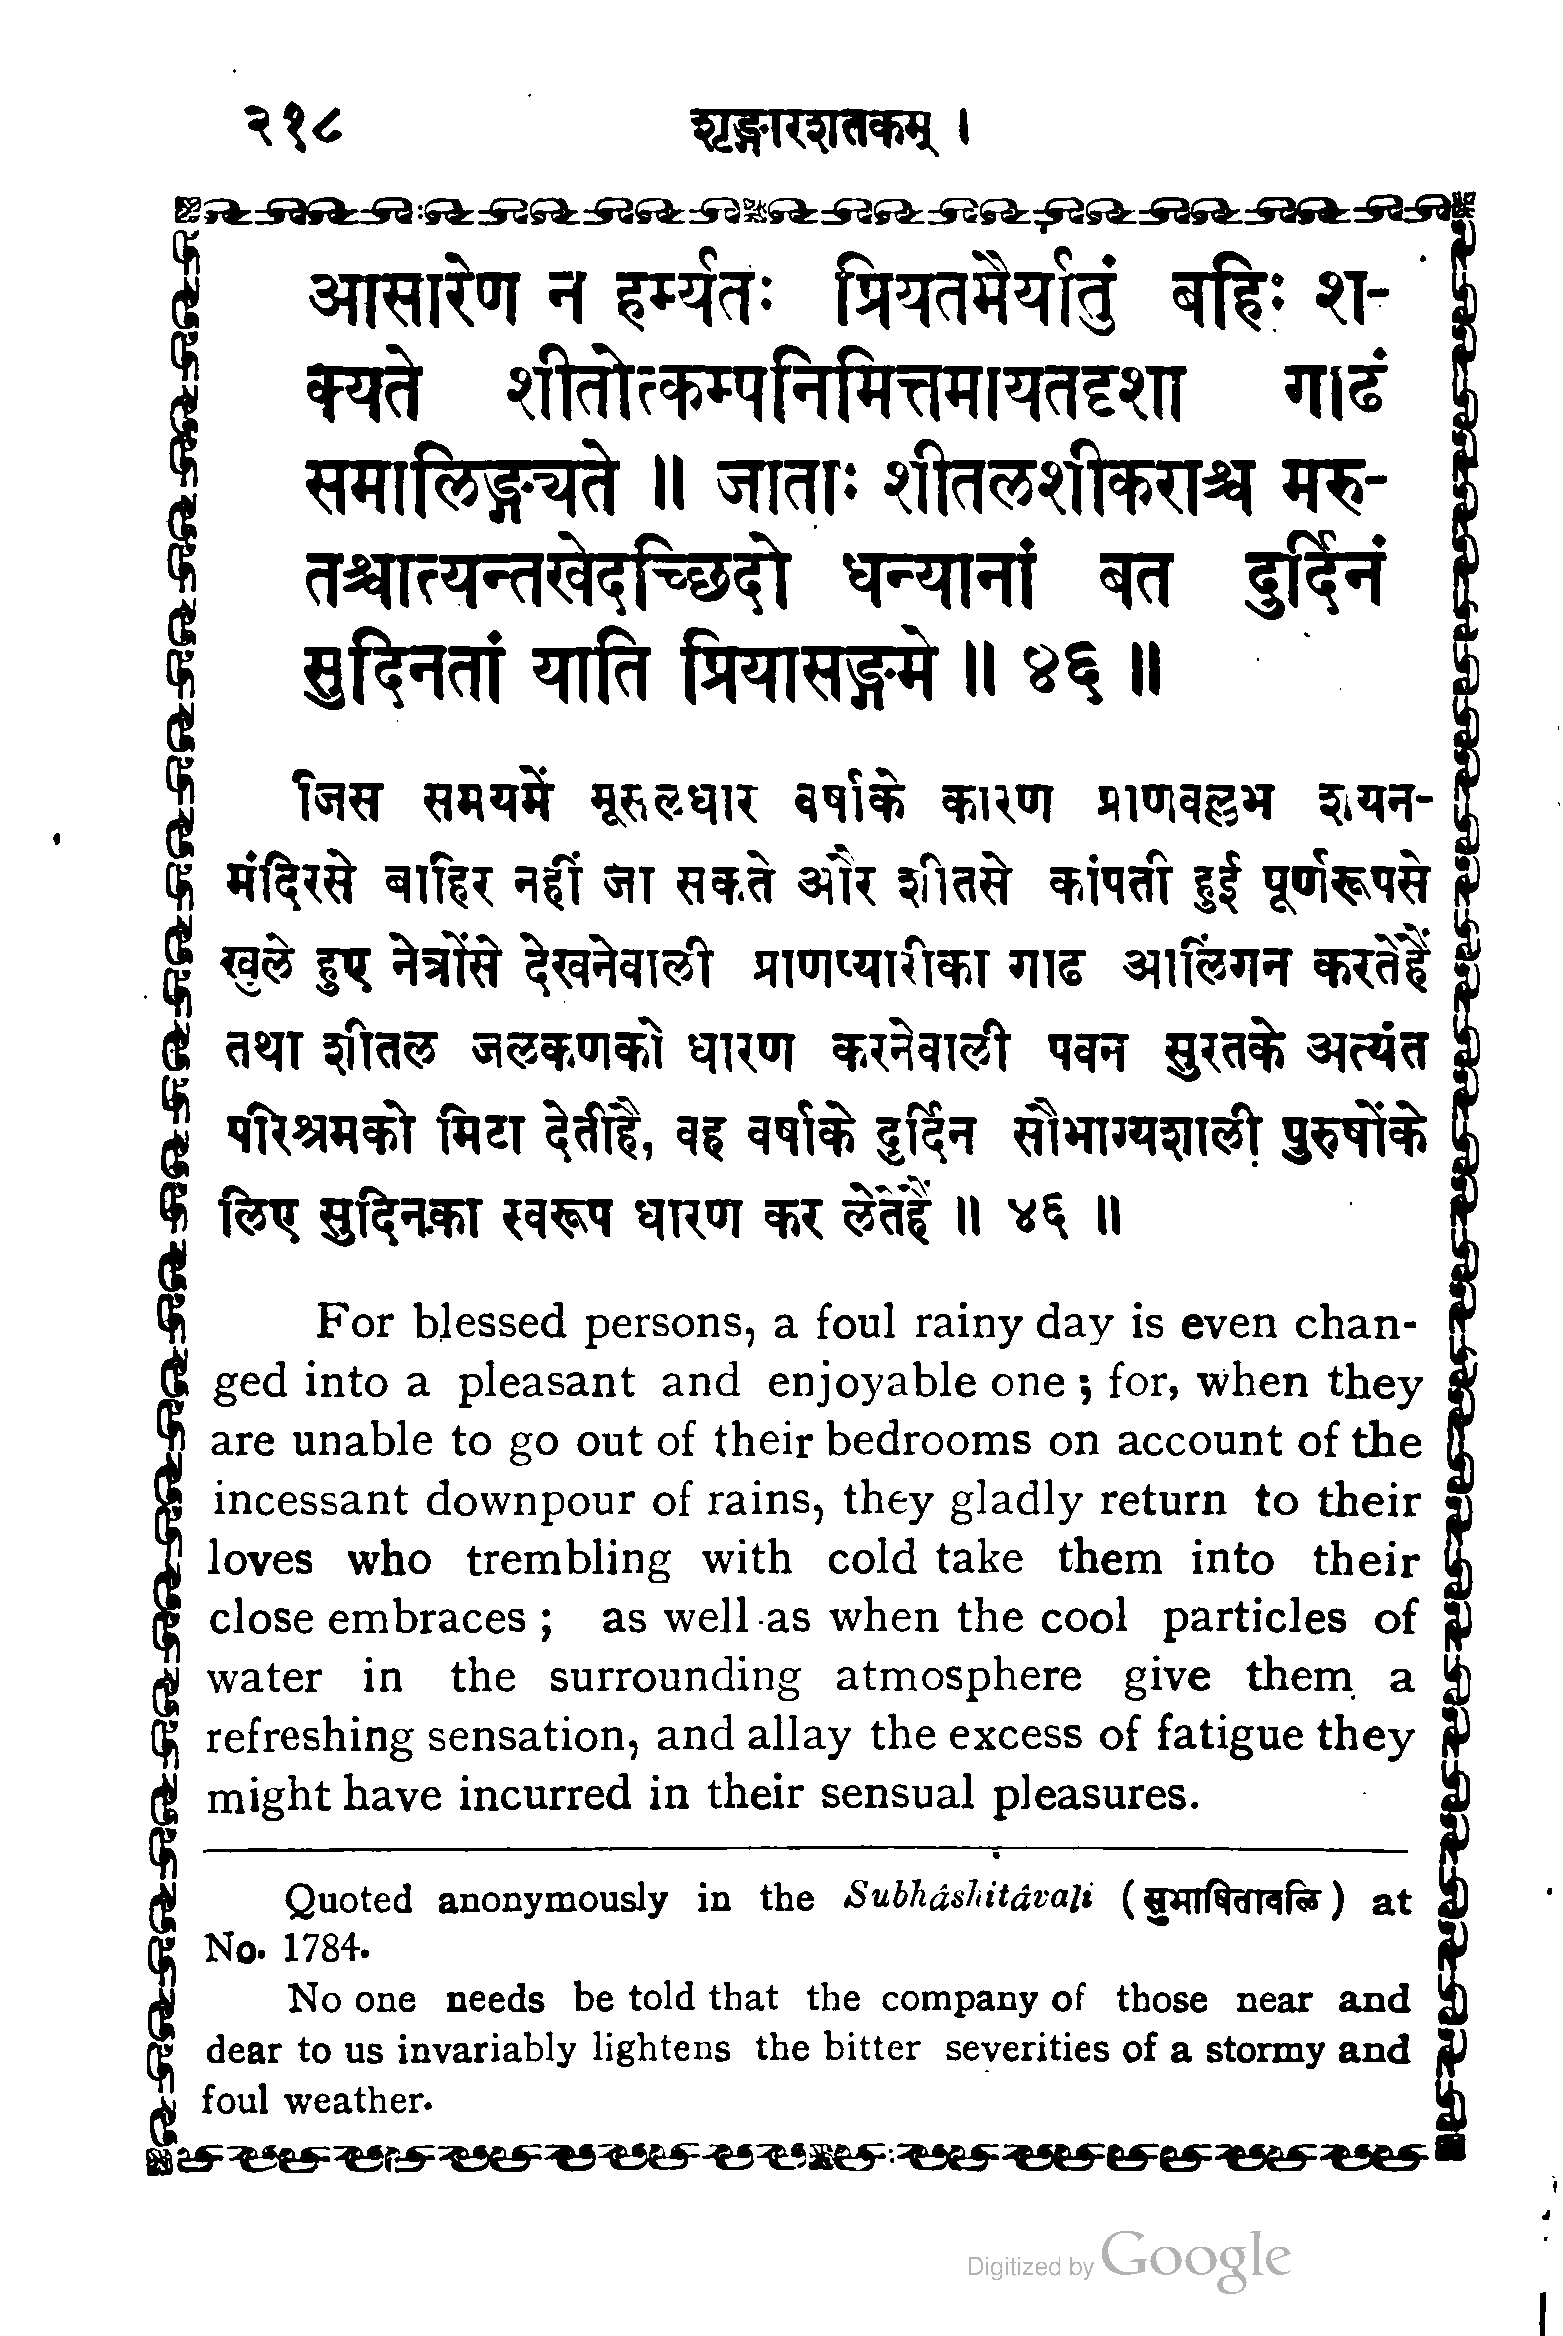 २१८ शृङ्गारशतकम् ।
आसारेण न हर्म्यतः प्रियतमैर्यातुं बहिः श-
क्यते शीतोत्कम्पनिमित्तमायतदृशा गाढं
समालिङ्ग्यते ॥ जाताः शीतलशीकराश्च मरु-
तश्चात्यन्तखेदच्छिदो धन्यानां बत दुर्दिनं
सुदिनतां याति प्रियासङ्गमे ॥ ४६ ॥
जिस समयमें मूसलधार वर्षाके कारण प्राणवल्लभ शयन-
मंदिरसे बाहिर नहीं जा सकते और शीतसे कांपती हुई पूर्णरूपसे
खुले हुए नेत्रोंसे देखनेवाली प्राणप्यारीका गाढ आलिंगन करतेहैं
तथा शीतल जलकणको धारण करनेवाली पवन सुरतके अत्यंत
परिश्रमको मिटा देतीहै, वह वर्षाके दुर्दिन सौभाग्यशाली पुरुषोंके
लिए सुदिनका स्वरूप धारण कर लेतेहैं ॥ ४६ ॥
For blessed persons, a foul rainy day is even chan-
ged into a pleasant and enjoyable one ; for, when they
are unable to go out of their bedrooms on account of the
incessant downpour of rains, they gladly return to their
loves who trembling with cold take them into their
close embraces ; as well as when the cool particles of
water in the surrounding atmosphere give them a
refreshing sensation, and allay the excess of fatigue they
might have incurred in their sensual pleasures.
Quoted anonymously in the Subhâshitâvali (सुभाषितावलि) at
No. 1784.
No one needs be told that the company of those near and
dear to us invariably lightens the bitter severities of a stormy and
foul weather.
Digitized by Google